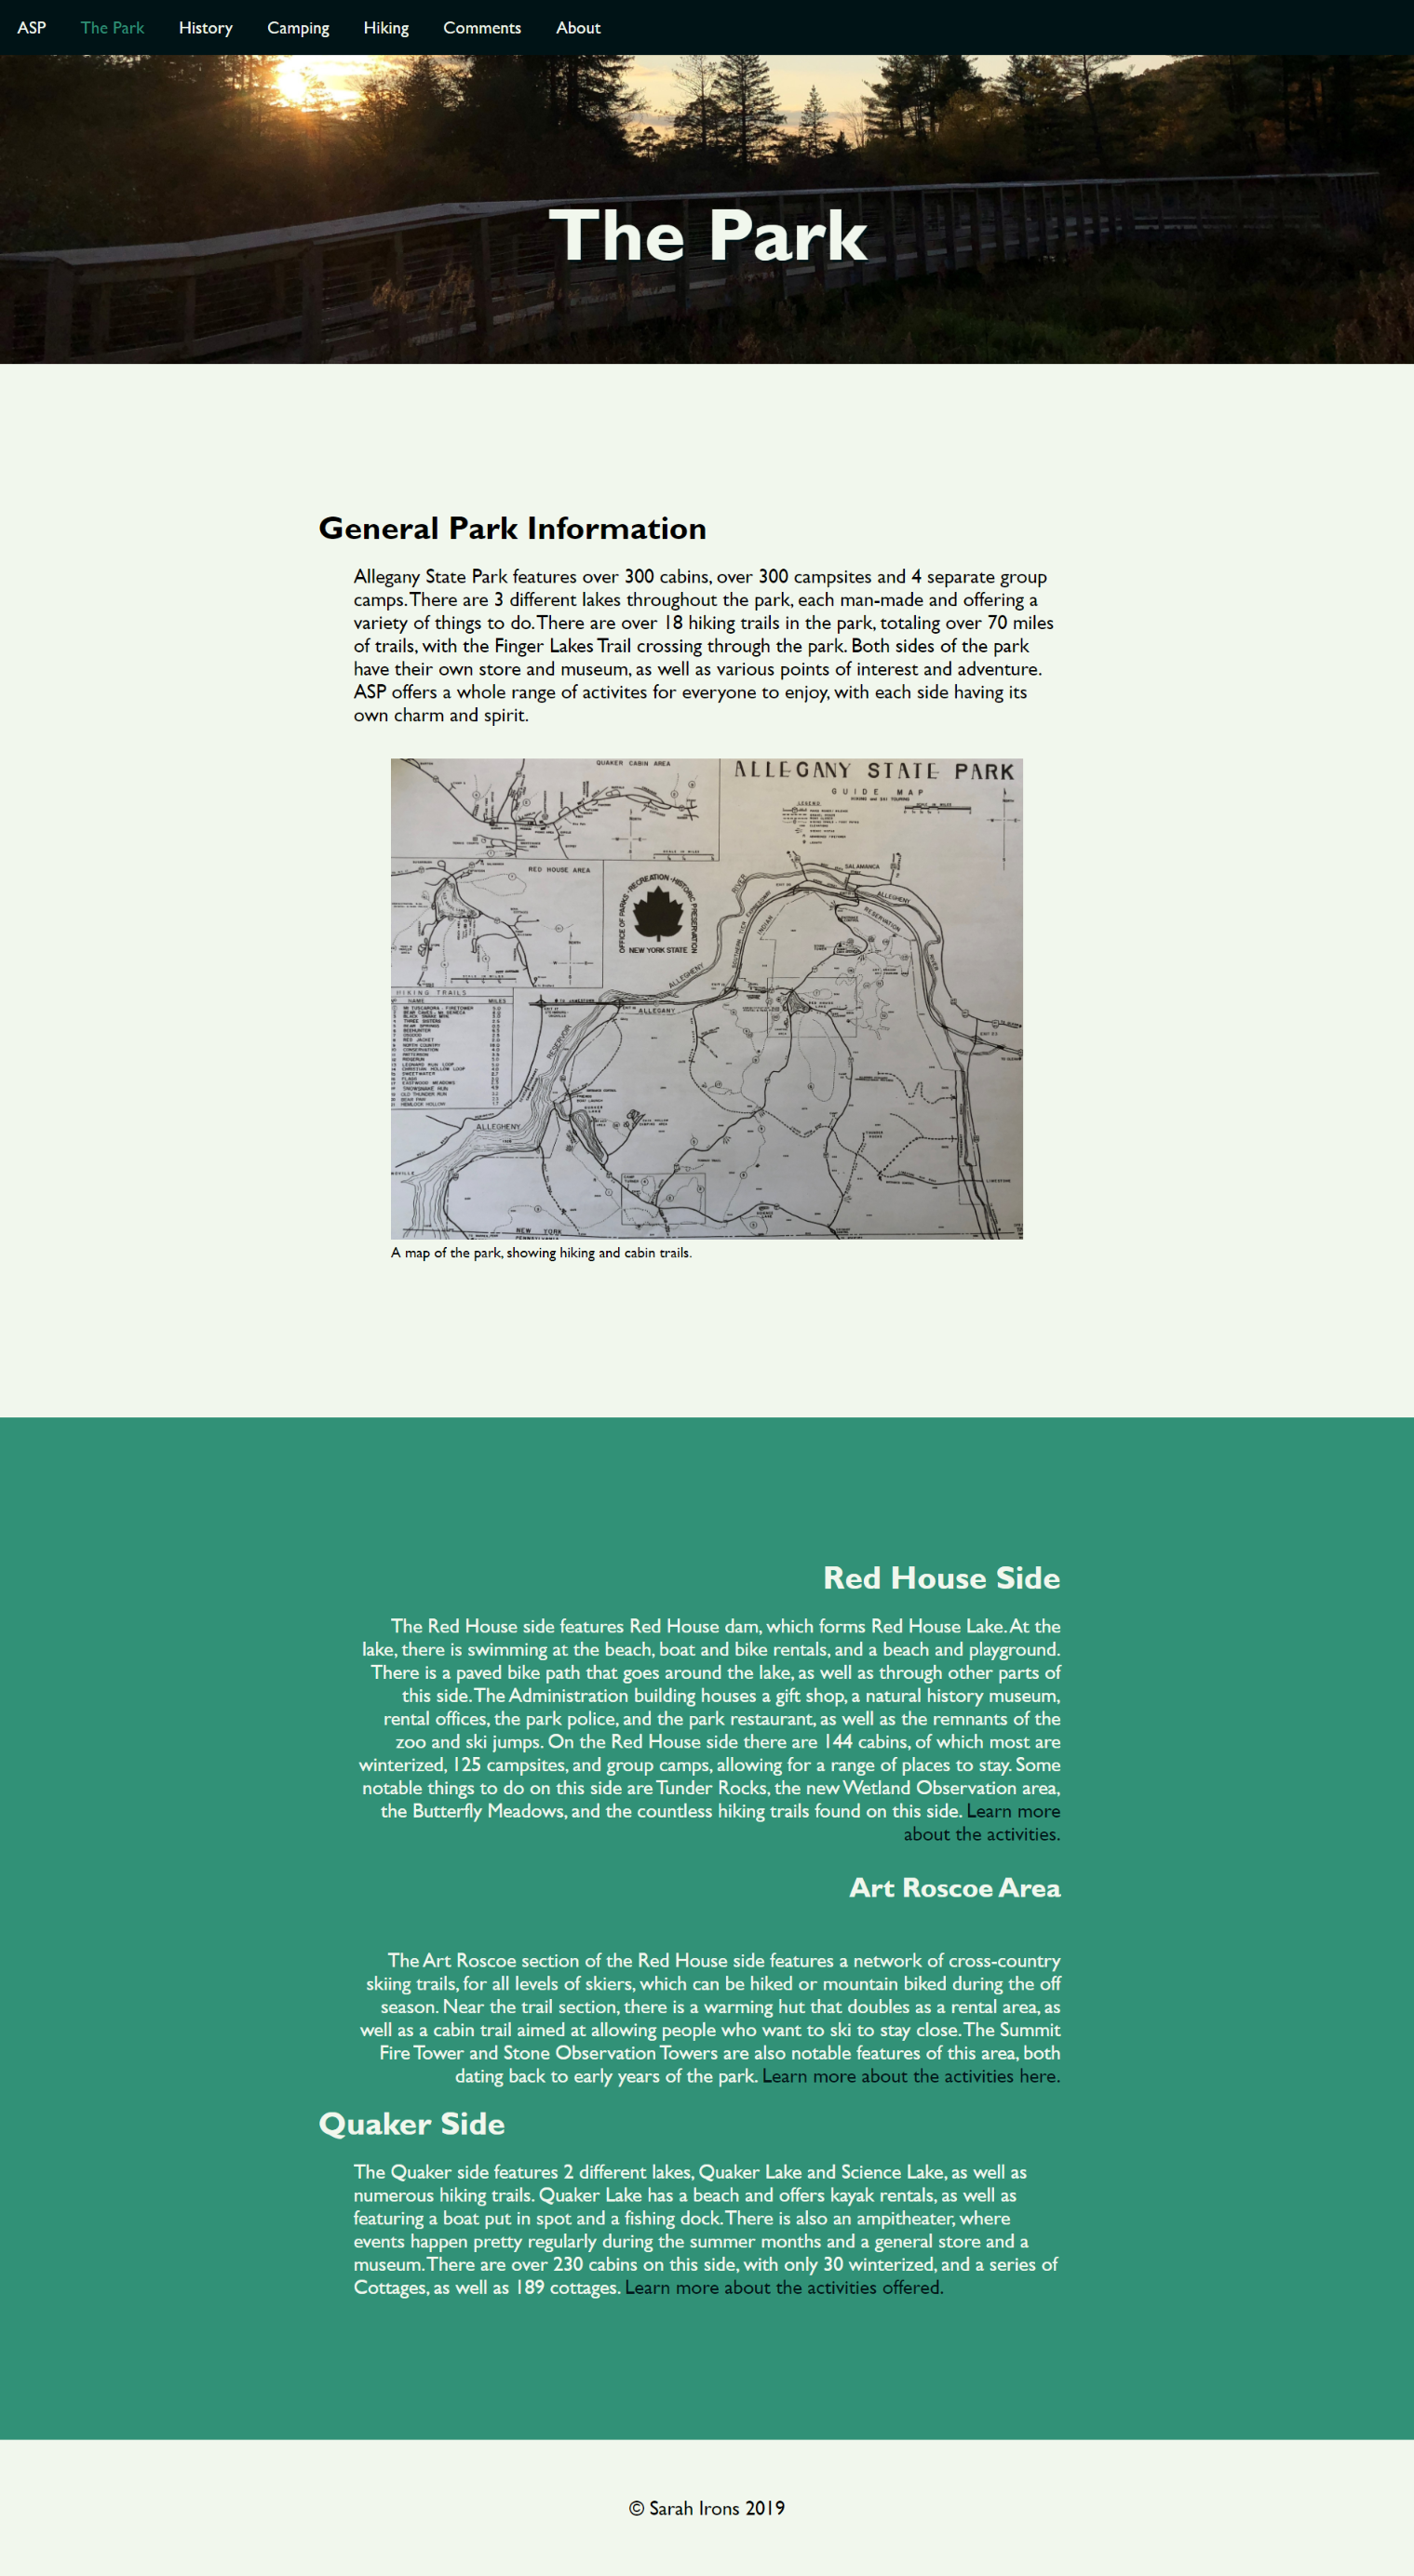 ASP The Park History Camping Hiking Comments About
The Park
General Park Information
Allegany State Park features over 300 cabins, over 300 campsites and 4 separate group
camps. There are 3 different lakes throughout the park, each man-made and offering a
variety of things to do. There are over 18 hiking trails in the park, totaling over 70 miles
of trails, with the Finger Lakes Trail crossing through the park. Both sides of the park
have their own store and museum, as well as various points of interest and adventure.
ASP offers a whole range of activites for everyone to enjoy, with each side having its
own charm and spirit.
QUAKER CABIN AREA
ALLEGANY STATE PARK
GUIDE MAP
LEGEND
RED HOUSE AREA
OFFICE OF PARKS · RECREATION · HISTORIC PRESERVATION
NEW YORK STATE
SALAMANCA
RIVER
ALLEGHENY
INDIAN
RESERVATION
RIVER
ALLEGHENY
ALLEGANY
RESERVOIR
HIKING TRAILS
NAME MILES
ALLEGHENY
LIMESTONE
NEW YORK
PENNSYLVANIA
A map of the park, showing hiking and cabin trails.
Red House Side
The Red House side features Red House dam, which forms Red House Lake. At the
lake, there is swimming at the beach, boat and bike rentals, and a beach and playground.
There is a paved bike path that goes around the lake, as well as through other parts of
this side. The Administration building houses a gift shop, a natural history museum,
rental offices, the park police, and the park restaurant, as well as the remnants of the
zoo and ski jumps. On the Red House side there are 144 cabins, of which most are
winterized, 125 campsites, and group camps, allowing for a range of places to stay. Some
notable things to do on this side are Tunder Rocks, the new Wetland Observation area,
the Butterfly Meadows, and the countless hiking trails found on this side. Learn more
about the activities.
Art Roscoe Area
The Art Roscoe section of the Red House side features a network of cross-country
skiing trails, for all levels of skiers, which can be hiked or mountain biked during the off
season. Near the trail section, there is a warming hut that doubles as a rental area, as
well as a cabin trail aimed at allowing people who want to ski to stay close. The Summit
Fire Tower and Stone Observation Towers are also notable features of this area, both
dating back to early years of the park. Learn more about the activities here.
Quaker Side
The Quaker side features 2 different lakes, Quaker Lake and Science Lake, as well as
numerous hiking trails. Quaker Lake has a beach and offers kayak rentals, as well as
featuring a boat put in spot and a fishing dock. There is also an ampitheater, where
events happen pretty regularly during the summer months and a general store and a
museum. There are over 230 cabins on this side, with only 30 winterized, and a series of
Cottages, as well as 189 cottages. Learn more about the activities offered.
© Sarah Irons 2019